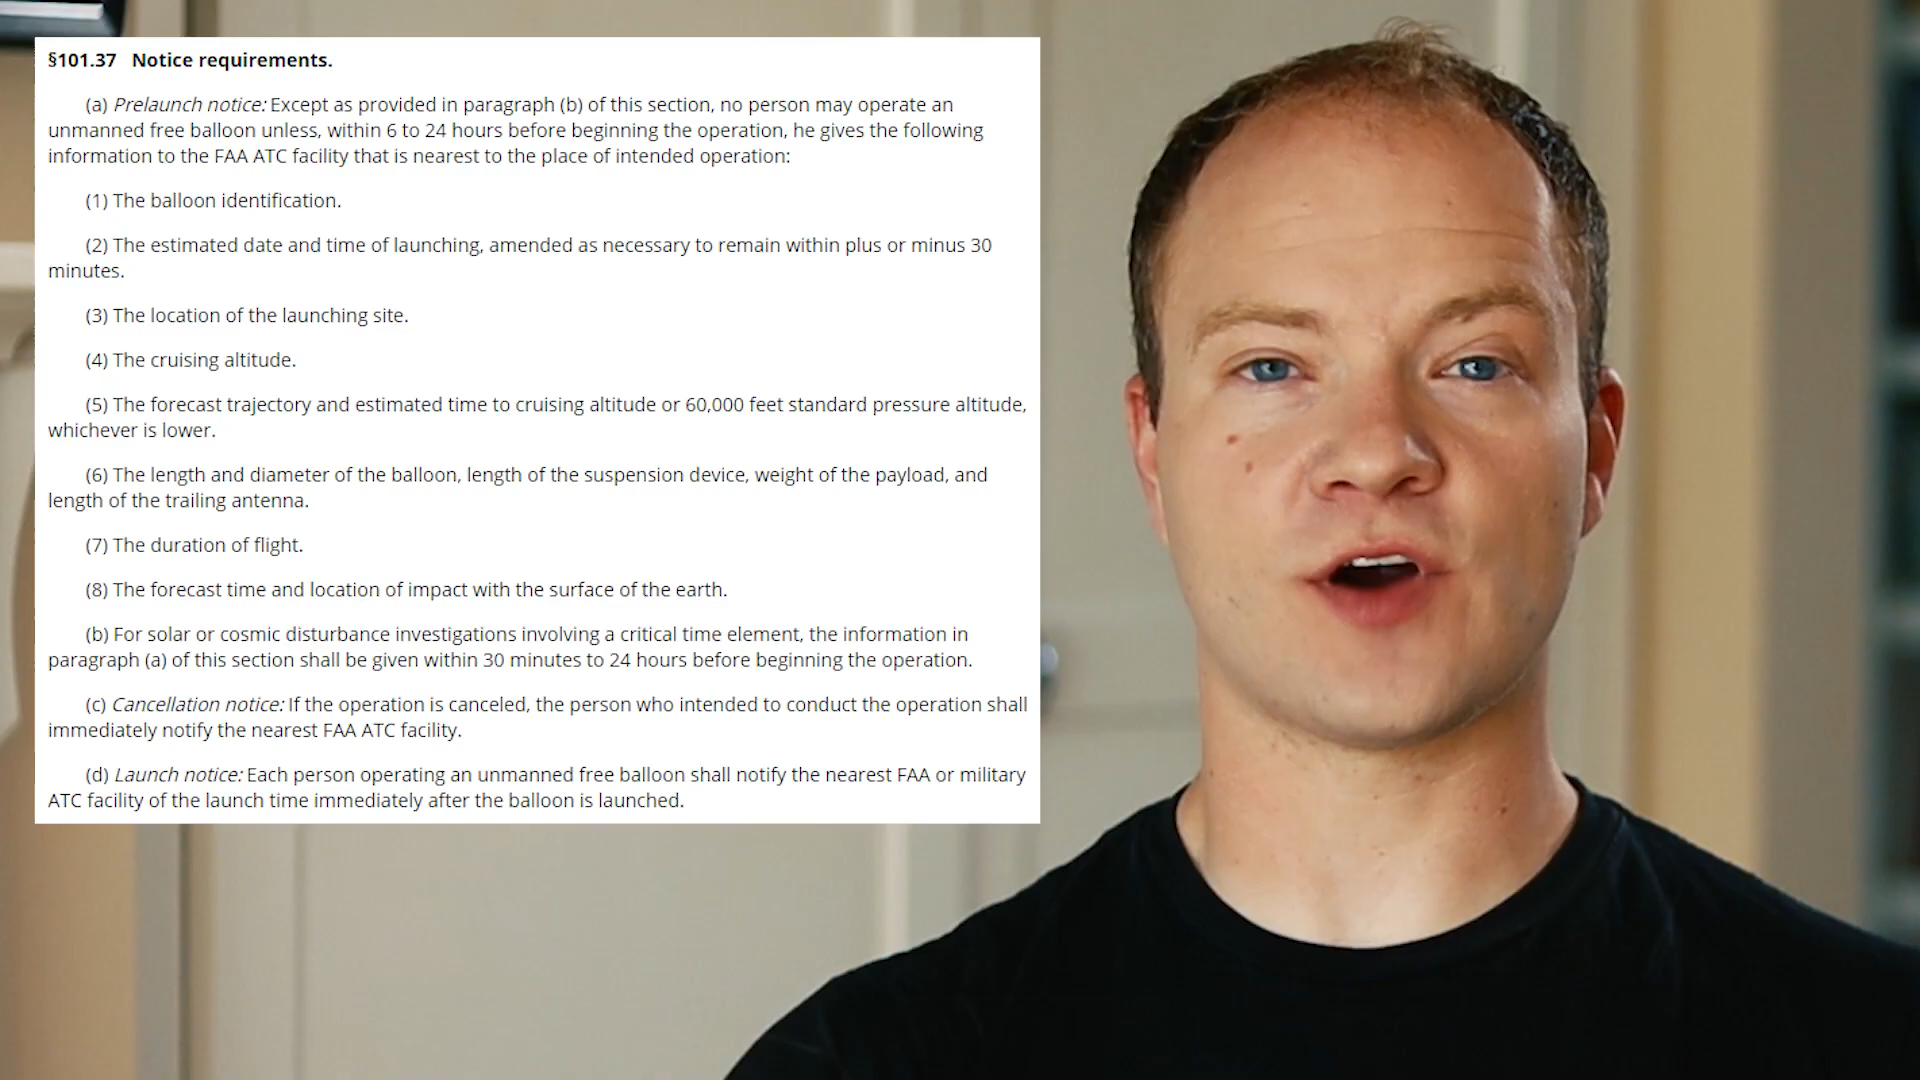 §101.37 Notice requirements.
(a) Prelaunch notice: Except as provided in paragraph (b) of this section, no person may operate an
unmanned free balloon unless, within 6 to 24 hours before beginning the operation, he gives the following
information to the FAA ATC facility that is nearest to the place of intended operation:
(1) The balloon identification.
(2) The estimated date and time of launching, amended as necessary to remain within plus or minus 30
minutes.
(3) The location of the launching site.
(4) The cruising altitude.
(5) The forecast trajectory and estimated time to cruising altitude or 60,000 feet standard pressure altitude,
whichever is lower.
(6) The length and diameter of the balloon, length of the suspension device, weight of the payload, and
length of the trailing antenna.
(7) The duration of flight.
(8) The forecast time and location of impact with the surface of the earth.
(b) For solar or cosmic disturbance investigations involving a critical time element, the information in
paragraph (a) of this section shall be given within 30 minutes to 24 hours before beginning the operation.
(c) Cancellation notice: If the operation is canceled, the person who intended to conduct the operation shall
immediately notify the nearest FAA ATC facility.
(d) Launch notice: Each person operating an unmanned free balloon shall notify the nearest FAA or military
ATC facility of the launch time immediately after the balloon is launched.